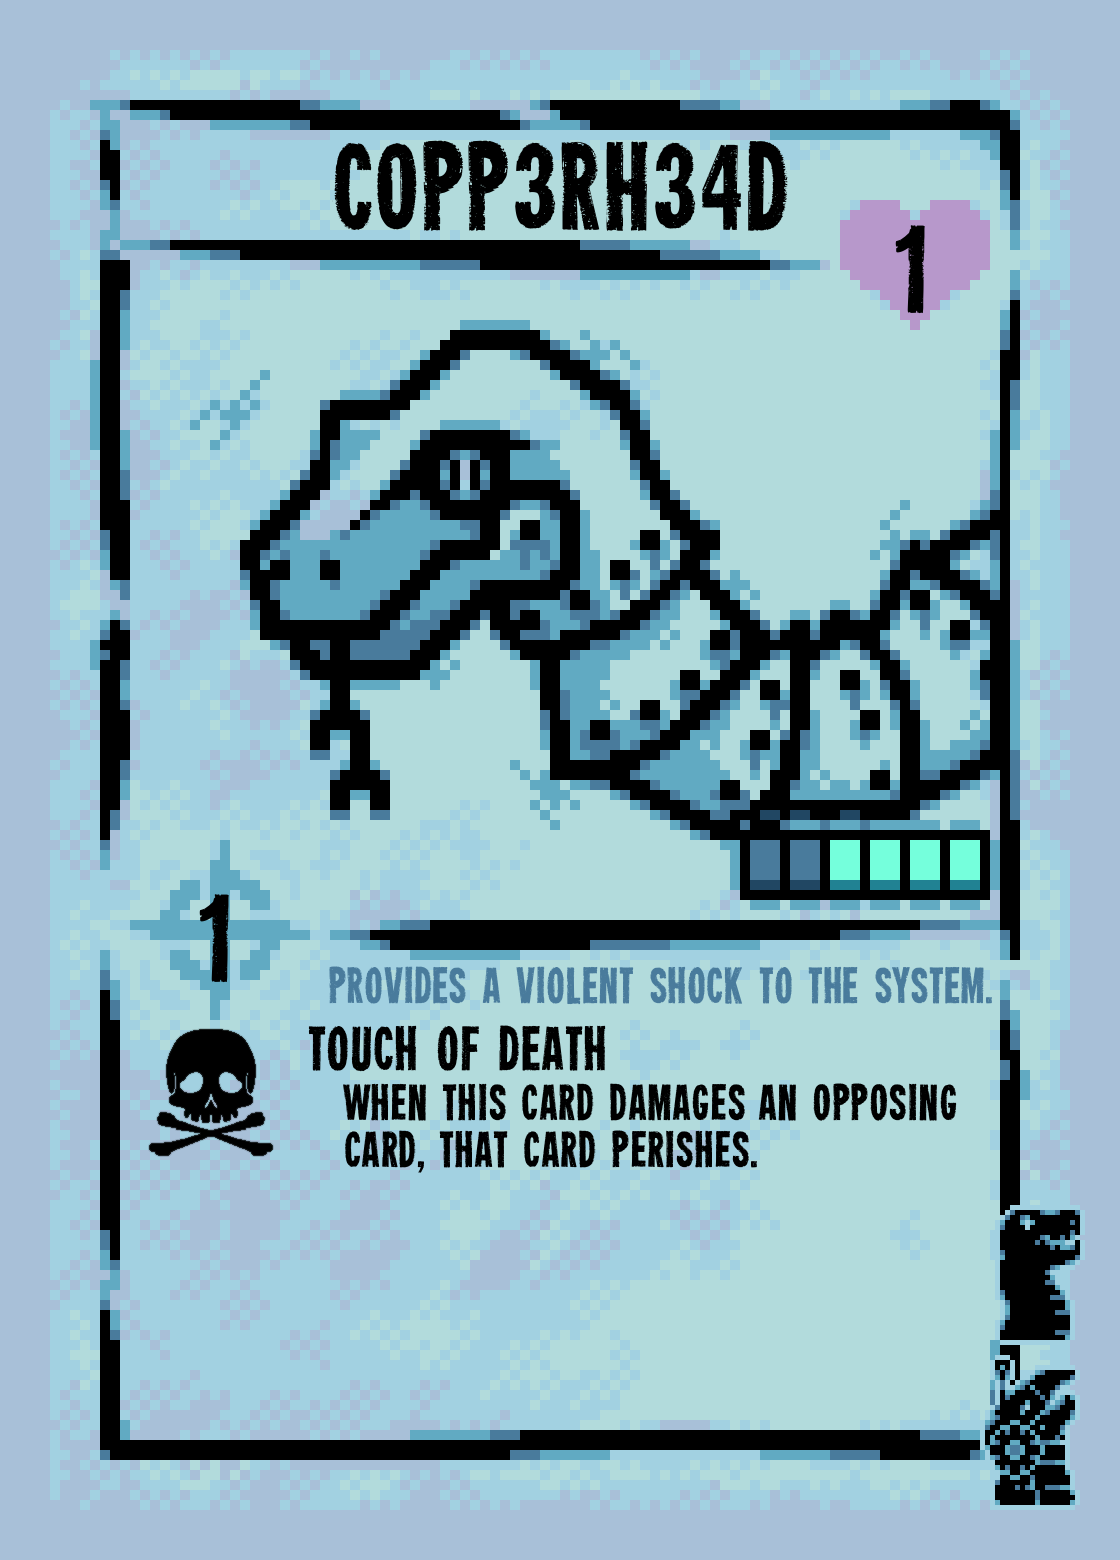 COPP3RH34D
1
1
PROVIDES A VIOLENT SHOCK TO THE SYSTEM.
TOUCH OF DEATH
WHEN THIS CARD DAMAGES AN OPPOSING
CARD, THAT CARD PERISHES.